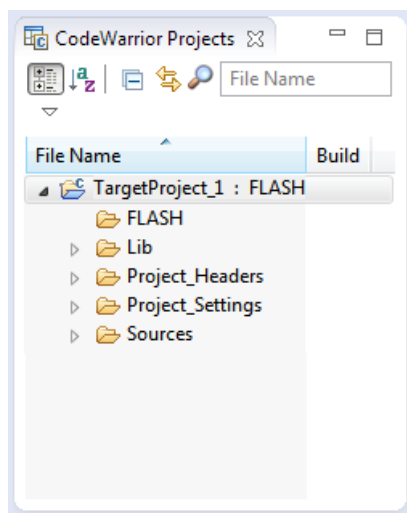 CodeWarrior Projects
File Name
File Name Build
TargetProject_1 : FLASH
FLASH
Lib
Project_Headers
Project_Settings
Sources